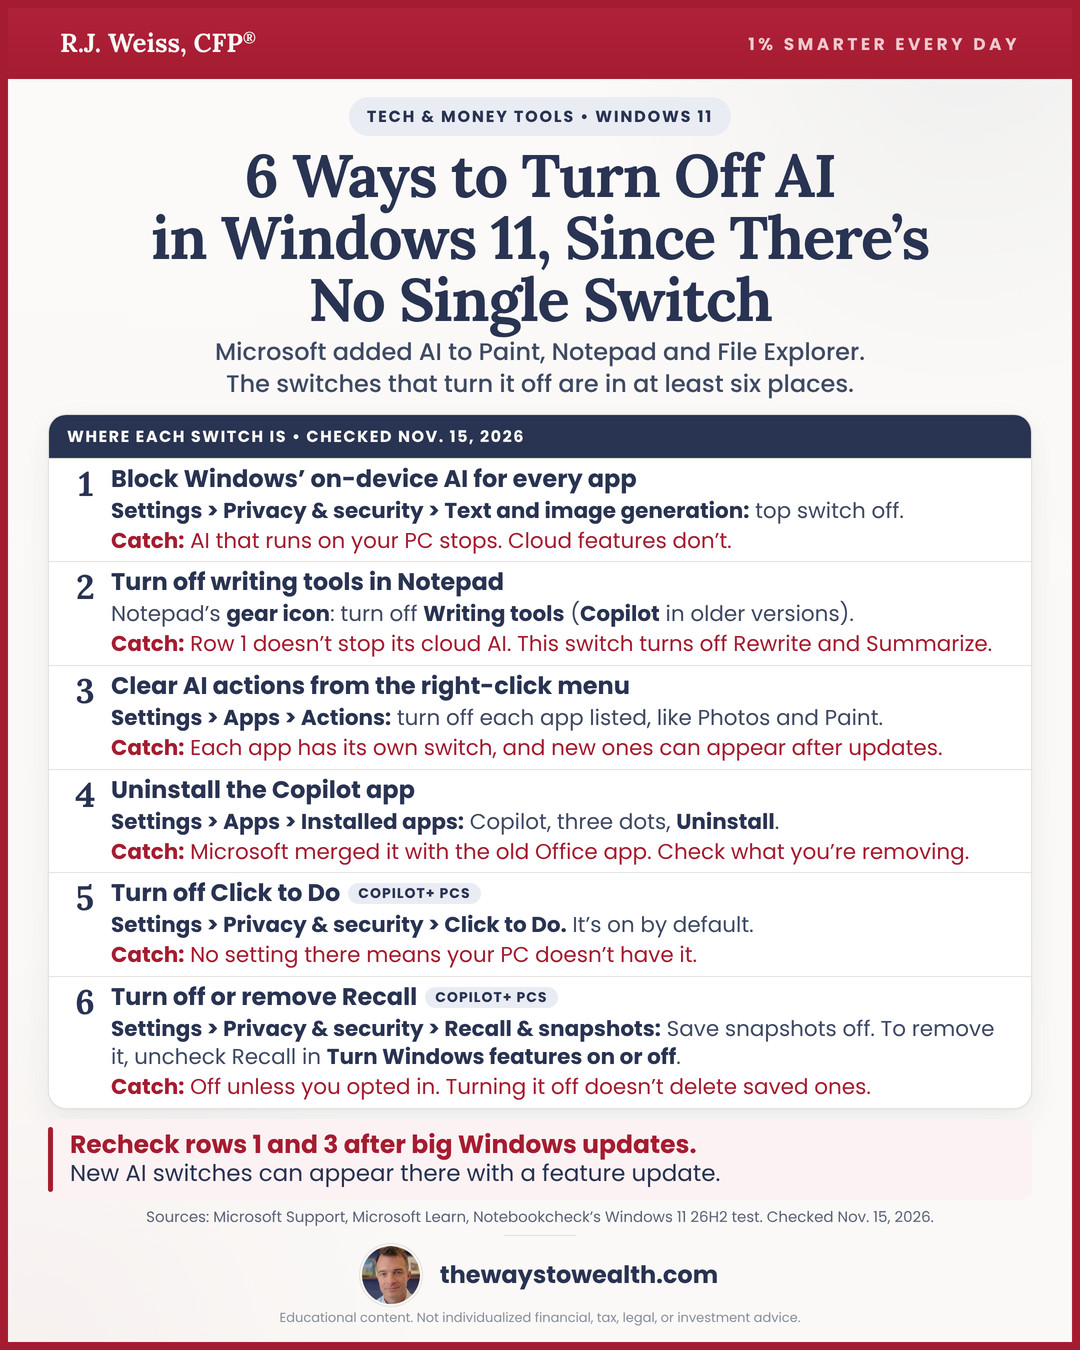 R.J. Weiss, CFP®
1% SMARTER EVERY DAY
TECH & MONEY TOOLS • WINDOWS 11
6 Ways to Turn Off AI
in Windows 11, Since There’s
No Single Switch
Microsoft added AI to Paint, Notepad and File Explorer.
The switches that turn it off are in at least six places.
WHERE EACH SWITCH IS • CHECKED NOV. 15, 2026
1 Block Windows’ on-device AI for every app
Settings > Privacy & security > Text and image generation: top switch off.
Catch: AI that runs on your PC stops. Cloud features don’t.
2 Turn off writing tools in Notepad
Notepad’s gear icon: turn off Writing tools (Copilot in older versions).
Catch: Row 1 doesn’t stop its cloud AI. This switch turns off Rewrite and Summarize.
3 Clear AI actions from the right-click menu
Settings > Apps > Actions: turn off each app listed, like Photos and Paint.
Catch: Each app has its own switch, and new ones can appear after updates.
4 Uninstall the Copilot app
Settings > Apps > Installed apps: Copilot, three dots, Uninstall.
Catch: Microsoft merged it with the old Office app. Check what you’re removing.
5 Turn off Click to Do COPILOT+ PCS
Settings > Privacy & security > Click to Do. It’s on by default.
Catch: No setting there means your PC doesn’t have it.
6 Turn off or remove Recall COPILOT+ PCS
Settings > Privacy & security > Recall & snapshots: Save snapshots off. To remove
it, uncheck Recall in Turn Windows features on or off.
Catch: Off unless you opted in. Turning it off doesn’t delete saved ones.
Recheck rows 1 and 3 after big Windows updates.
New AI switches can appear there with a feature update.
Sources: Microsoft Support, Microsoft Learn, Notebookcheck’s Windows 11 26H2 test. Checked Nov. 15, 2026.
thewaystowealth.com
Educational content. Not individualized financial, tax, legal, or investment advice.